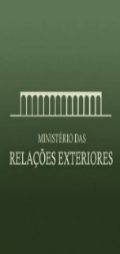 MINISTÉRIO DAS
RELAÇÕES EXTERIORES